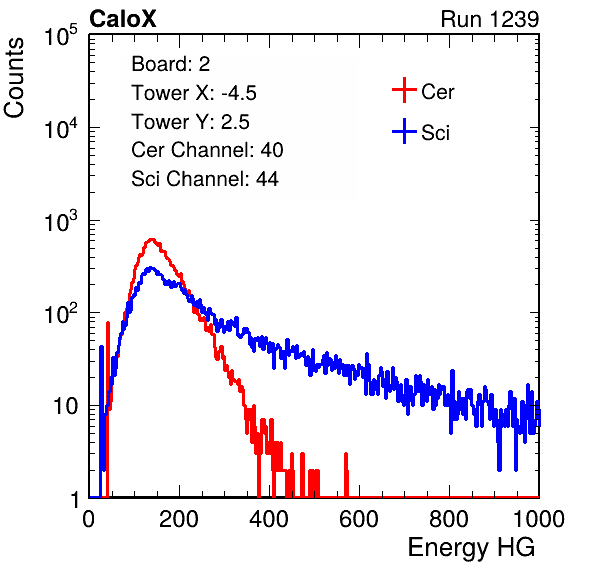 CaloX Run 1239
Counts
Board: 2
Tower X: -4.5
Tower Y: 2.5
Cer Channel: 40
Sci Channel: 44
Cer
Sci
10^5
10^4
10^3
10^2
10
1
0 200 400 600 800 1000
Energy HG